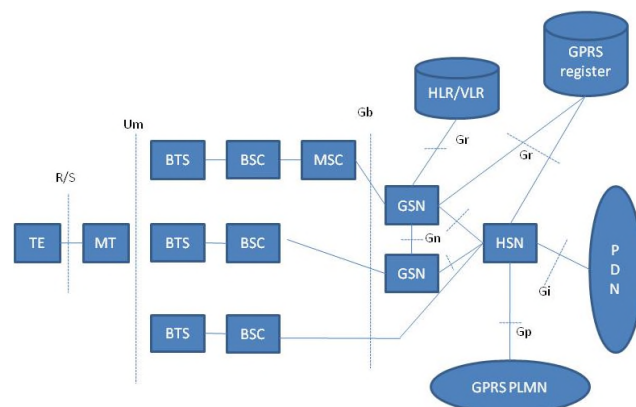 GPRS
register
HLR/VLR
Um
Gb
Gr
Gr
BTS
BSC
MSC
R/S
GSN
TE
MT
BTS
BSC
Gn
HSN
P
D
N
GSN
Gi
BTS
BSC
Gp
GPRS PLMN